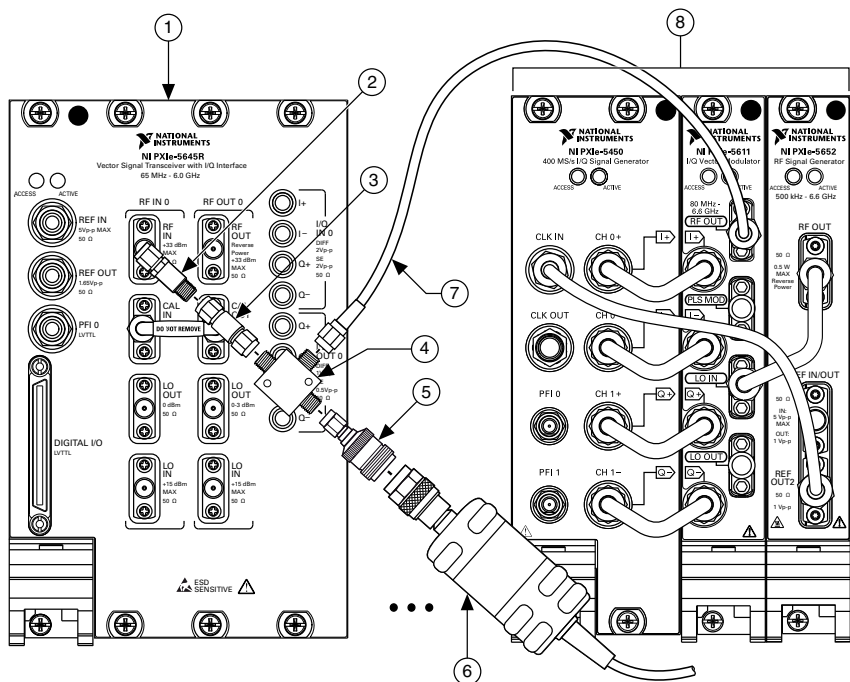 1
2
3
4
5
6
7
8
NATIONAL
INSTRUMENTS
NI PXIe-5645R
Vector Signal Transceiver with I/Q Interface
65 MHz - 6.0 GHz
ACCESS
ACTIVE
RF IN 0
RF OUT 0
REF IN
5Vp-p MAX
50 Ω
REF OUT
1.65Vp-p
50 Ω
PFI 0
LVTTL
DIGITAL I/O
LVTTL
RF
IN
+33 dBm
MAX
RF
OUT
Reverse
Power
+33 dBm
MAX
50 Ω
CAL
IN
DO NOT REMOVE
LO
OUT
0 dBm
50 Ω
LO
OUT
0-3 dBm
50 Ω
LO
IN
+15 dBm
MAX
50 Ω
LO
IN
+15 dBm
MAX
50 Ω
I+
I–
Q+
Q–
I/Q
IN 0
DIFF
2Vp-p
SE
2Vp-p
50 Ω
Q+
OUT 0
0.5Vp-p
Q–
ESD
SENSITIVE
NATIONAL
INSTRUMENTS
NI PXIe-5450
400 MS/s I/Q Signal Generator
ACCESS
ACTIVE
CLK IN
CH 0+
I+
CLK OUT
PFI 0
CH 1+
Q+
PFI 1
CH 1–
Q–
NATIONAL
INSTRUMENTS
NI PXIe-5611
ACCESS
ACTIVE
80 MHz -
6.6 GHz
RF OUT
I+
PLS MOD
I–
LO IN
Q+
LO OUT
Q–
NATIONAL
INSTRUMENTS
NI PXIe-5652
RF Signal Generator
ACCESS
ACTIVE
500 kHz - 6.6 GHz
RF OUT
50 Ω
0.5 W
MAX
Reverse
Power
REF IN/OUT
50 Ω
IN:
5 Vp-p
MAX
OUT:
1 Vp-p
REF
OUT2
50 Ω
1 Vp-p